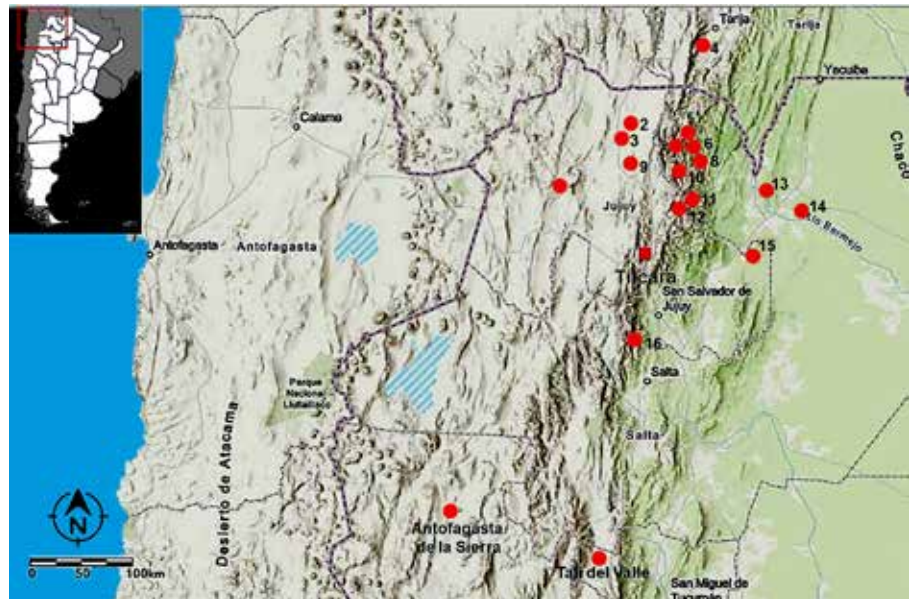 Tarija
Tarija
4
Yacuiba
Calama
2
5
3
6
8
Chaco
9
10
13
11
Jujuy
12
14
Río Bermejo
Antofagasta
Antofagasta
15
Tilcara
San Salvador de
Jujuy
16
Parque
Nacional
Llullaillaco
Salta
Desierto de Atacama
Salta
N
Antofagasta
de la Sierra
0 50 100km
Tafi del Valle
San Miguel de
Tucumán